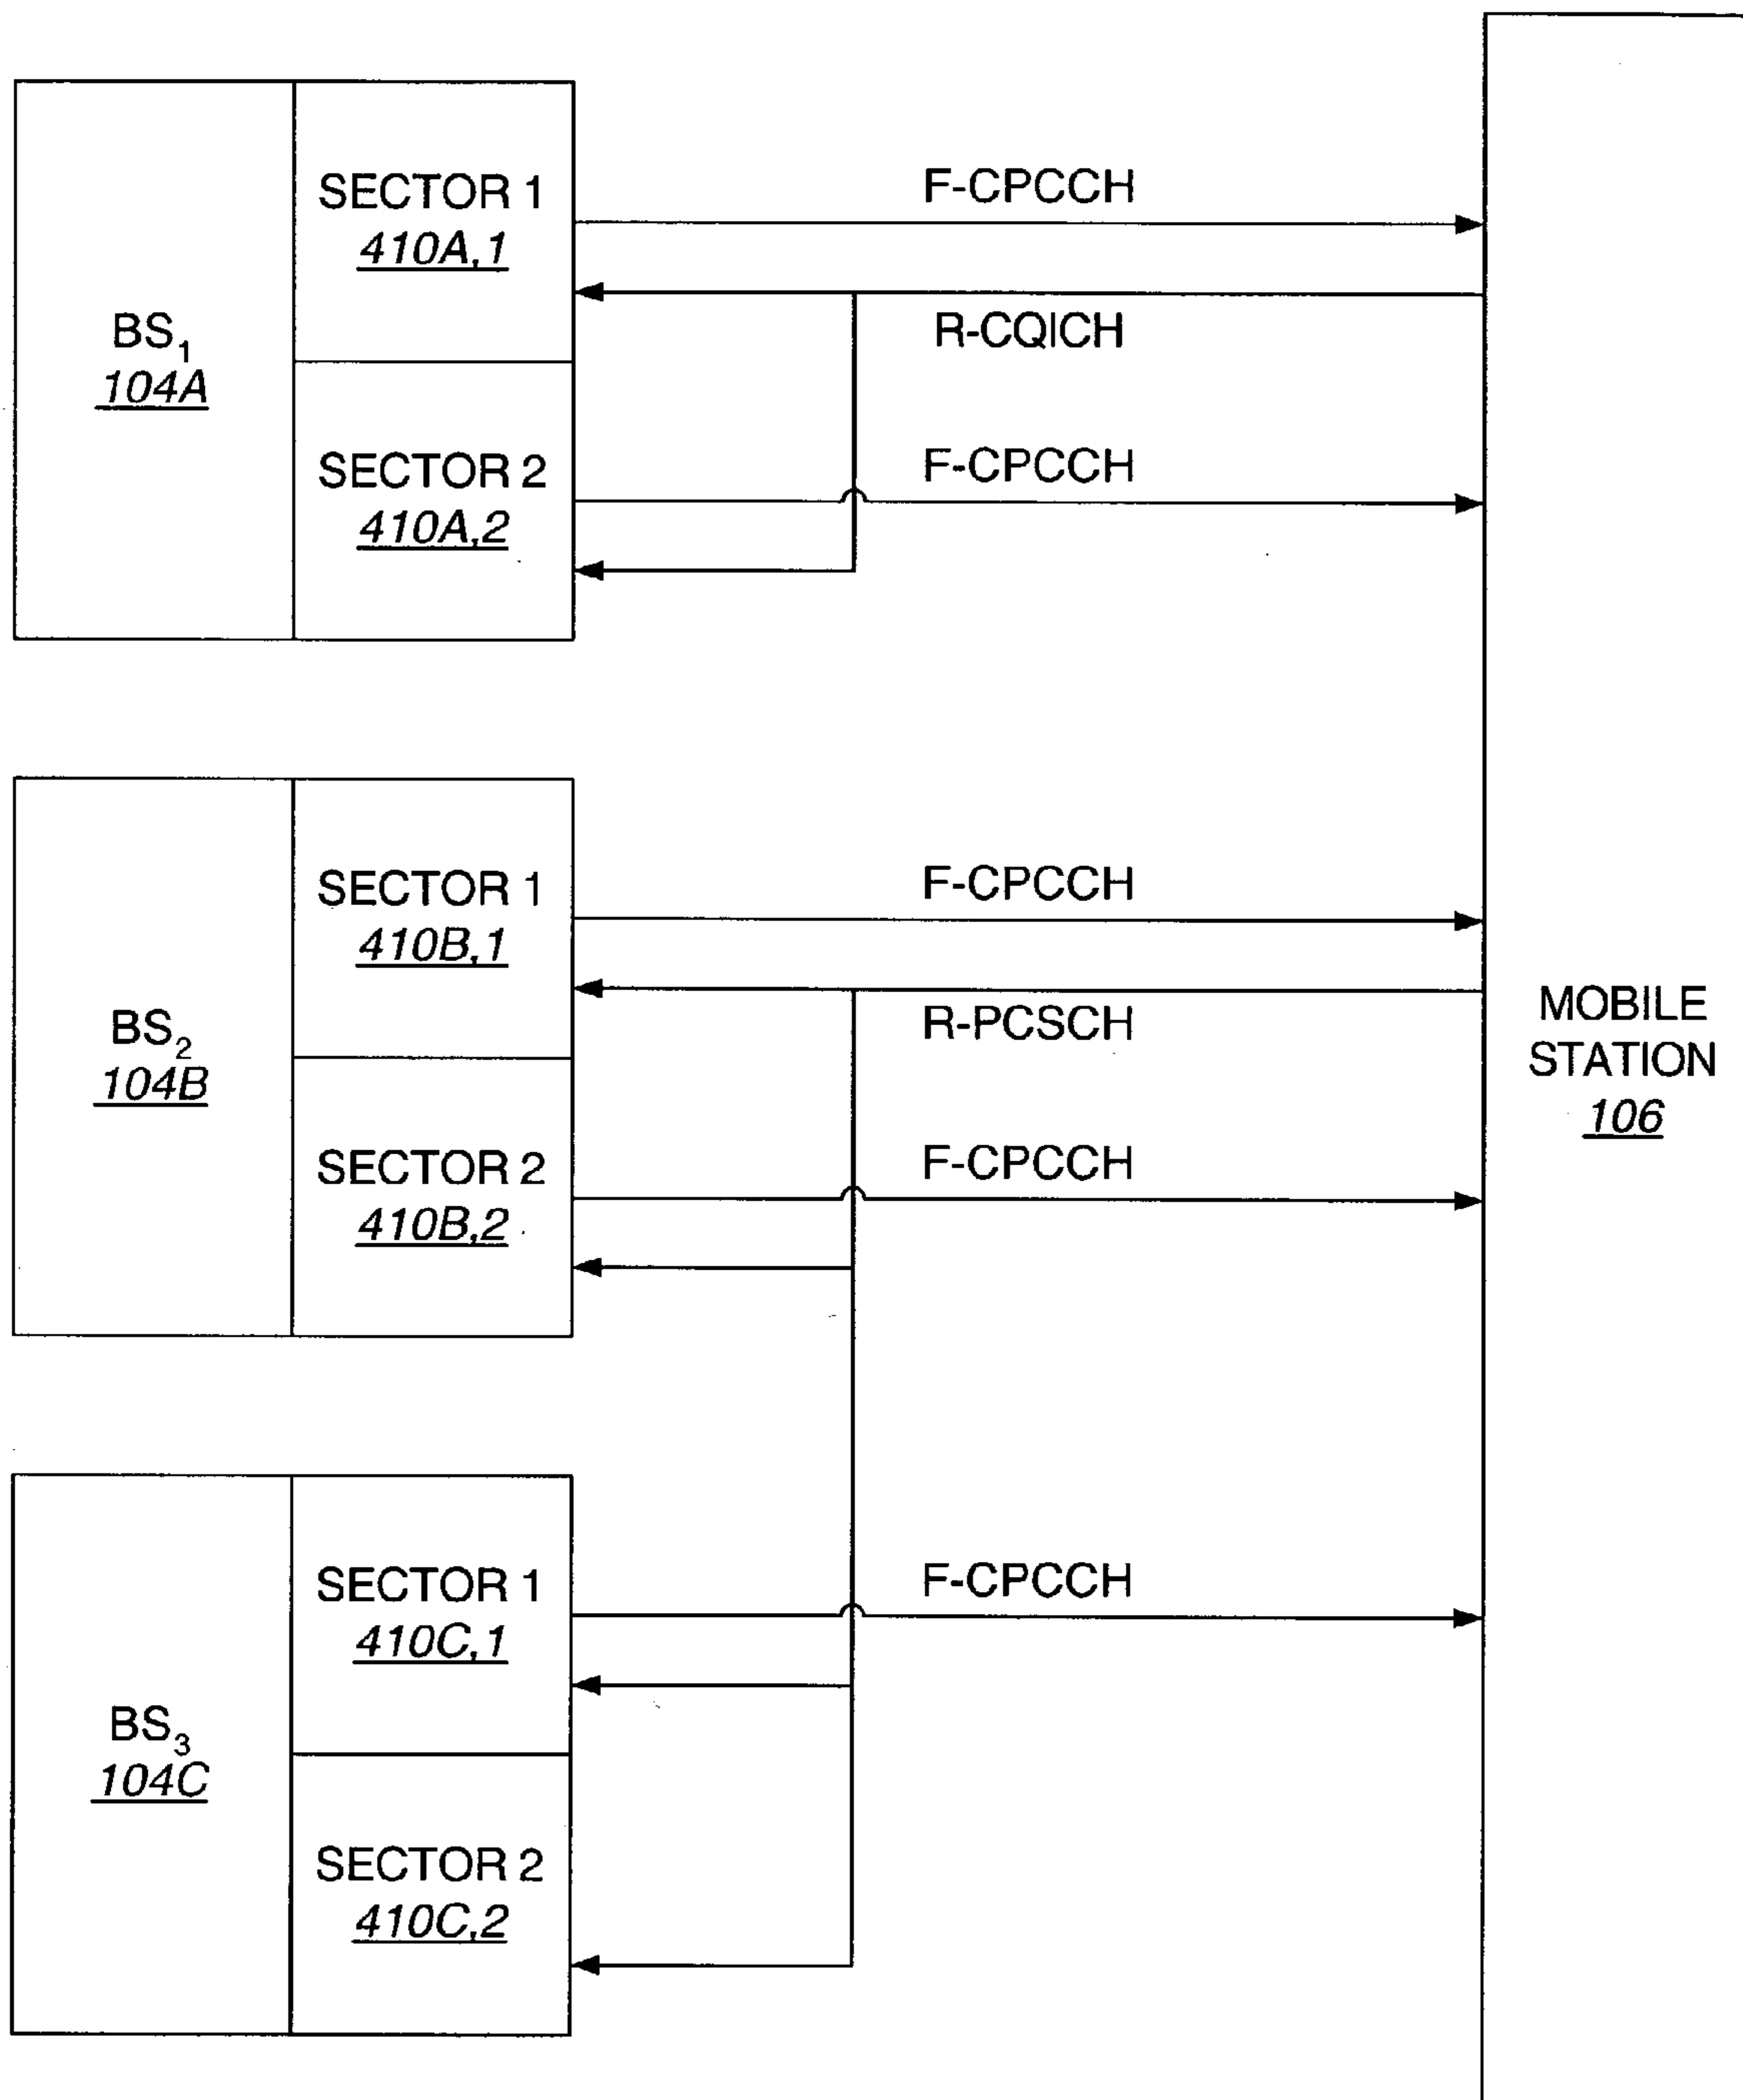 SECTOR 1
410A,1
BS1
104A
SECTOR 2
410A,2
F-CPCCH
R-CQICH
F-CPCCH
SECTOR 1
410B,1
BS2
104B
SECTOR 2
410B,2
F-CPCCH
R-PCSCH
F-CPCCH
MOBILE
STATION
106
SECTOR 1
410C,1
BS3
104C
SECTOR 2
410C,2
F-CPCCH